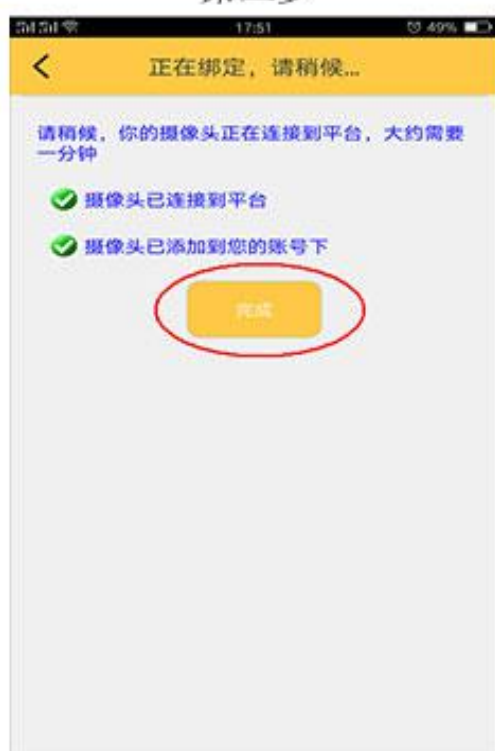 17:51
49%
正在绑定，请稍候...
请稍候，你的摄像头正在连接到平台，大约需要
一分钟
摄像头已连接到平台
摄像头已添加到您的账号下
完成